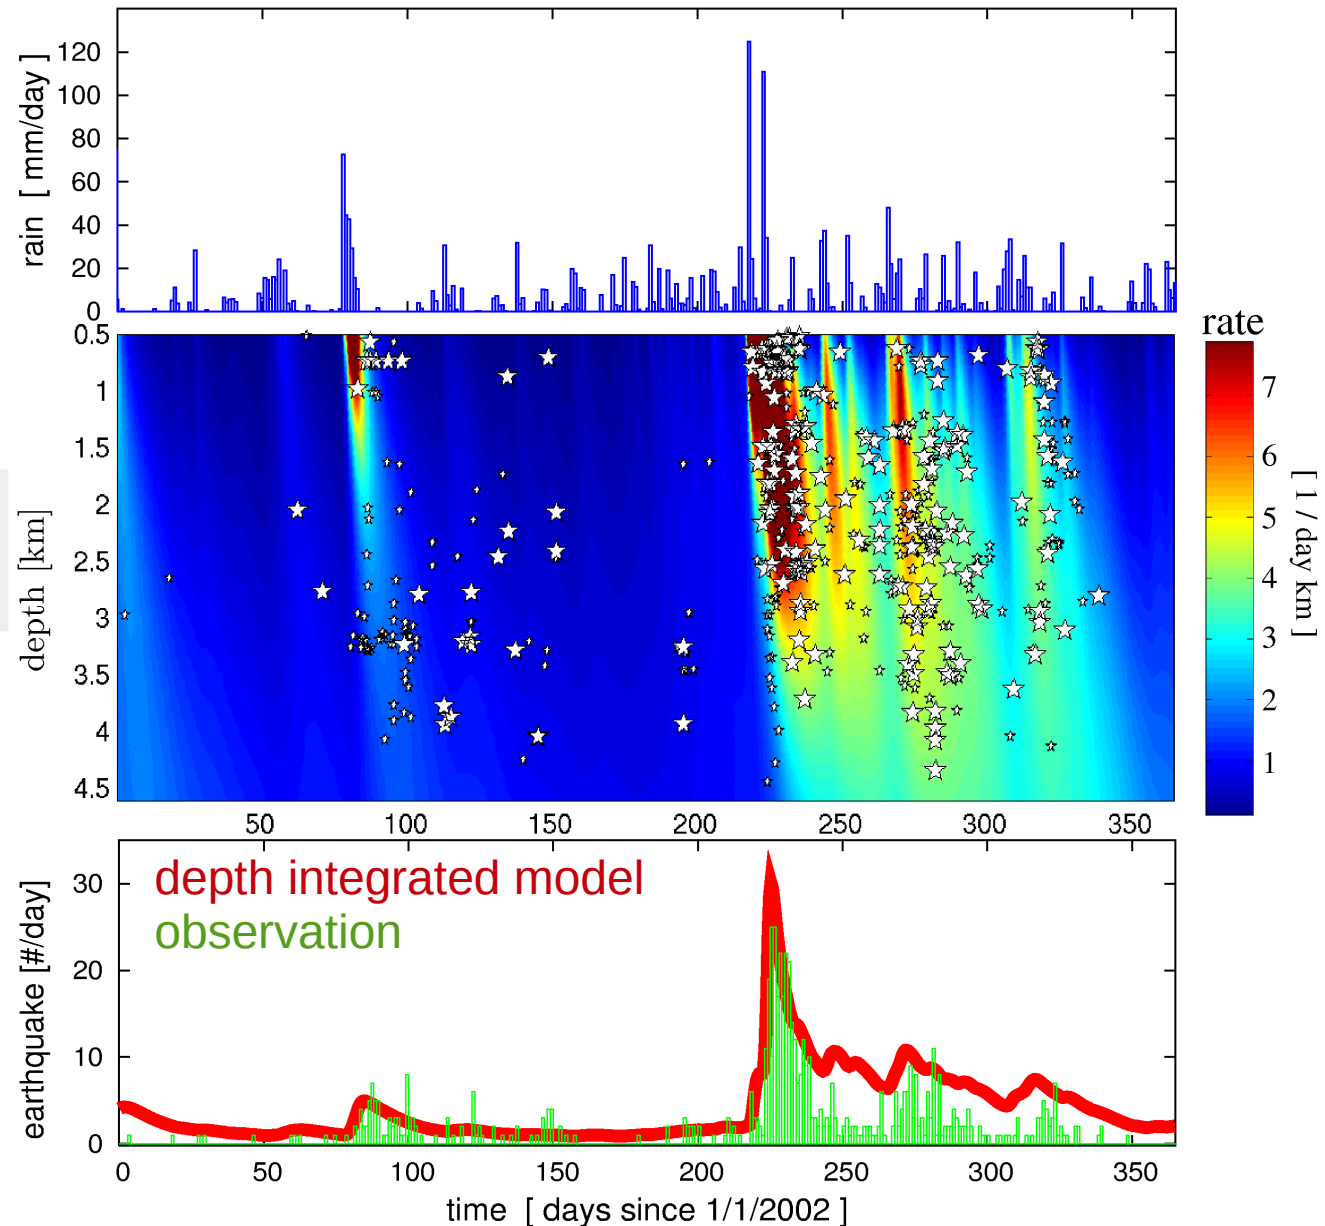 rain [ mm/day ]
120
100
80
60
40
20
0
depth [km]
0.5
1
1.5
2
2.5
3
3.5
4
4.5
50 100 150 200 250 300 350
rate
7
6
5
4
3
2
1
[ 1 / day km ]
earthquake [#/day]
depth integrated model
observation
30
20
10
0
0 50 100 150 200 250 300 350
time [ days since 1/1/2002 ]